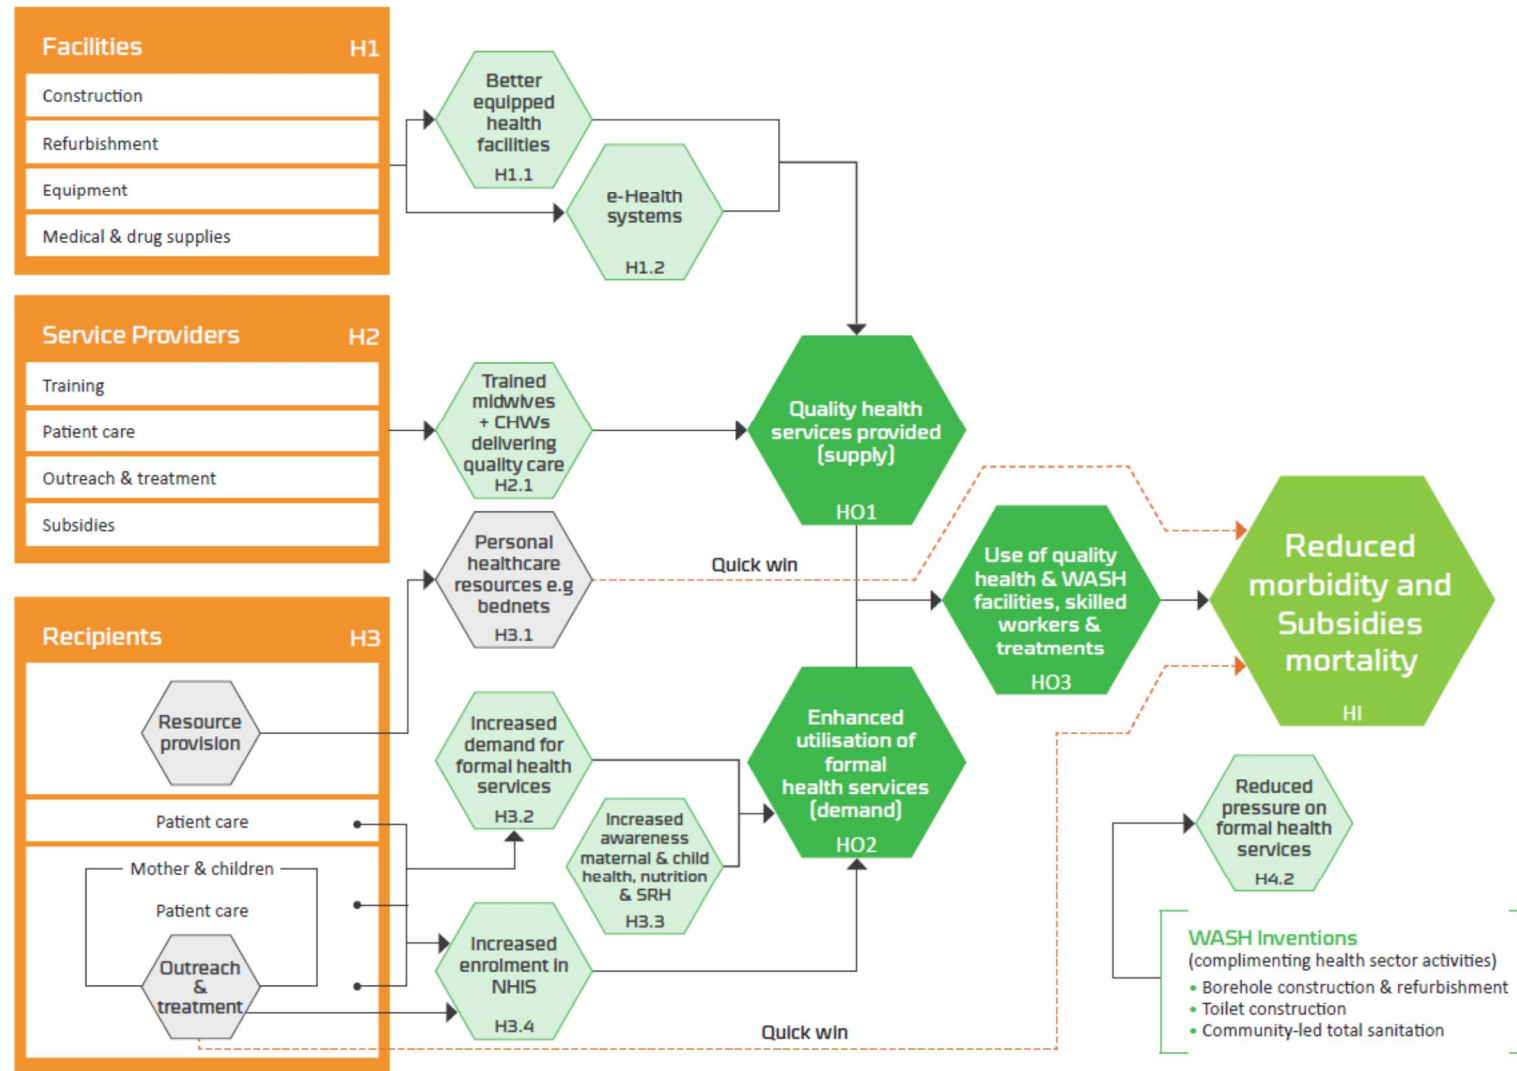 Facilities H1
Construction
Refurbishment
Equipment
Medical & drug supplies
Better
equipped
health
facilities
H1.1
e-Health
systems
H1.2
Service Providers H2
Training
Patient care
Outreach & treatment
Subsidies
Trained
midwives
+ CHWs
delivering
quality care
H2.1
Quality health
services provided
(supply)
HO1
Personal
healthcare
resources e.g
bednets
H3.1
Quick win
Use of quality
health & WASH
facilities, skilled
workers &
treatments
HO3
Reduced
morbidity and
Subsidies
mortality
HI
Recipients H3
Resource
provision
Patient care
Mother & children
Patient care
Outreach
&
treatment
Increased
demand for
formal health
services
H3.2
Increased
awareness
maternal & child
health, nutrition
& SRH
H3.3
Increased
enrolment in
NHIS
H3.4
Enhanced
utilisation of
formal
health services
(demand)
HO2
Quick win
Reduced
pressure on
formal health
services
H4.2
WASH Inventions
(complimenting health sector activities)
• Borehole construction & refurbishment
• Toilet construction
• Community-led total sanitation